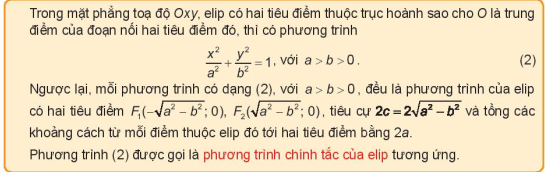 Trong mặt phẳng toạ độ Oxy, elip có hai tiêu điểm thuộc trục hoành sao cho O là trung
điểm của đoạn nối hai tiêu điểm đó, thì có phương trình
x²/a² + y²/b² = 1, với a > b > 0. (2)
Ngược lại, mỗi phương trình có dạng (2), với a > b > 0, đều là phương trình của elip
có hai tiêu điểm F₁(−√(a² − b²); 0), F₂(√(a² − b²); 0), tiêu cự 2c = 2√(a² − b²) và tổng các
khoảng cách từ mỗi điểm thuộc elip đó tới hai tiêu điểm bằng 2a.
Phương trình (2) được gọi là phương trình chính tắc của elip tương ứng.